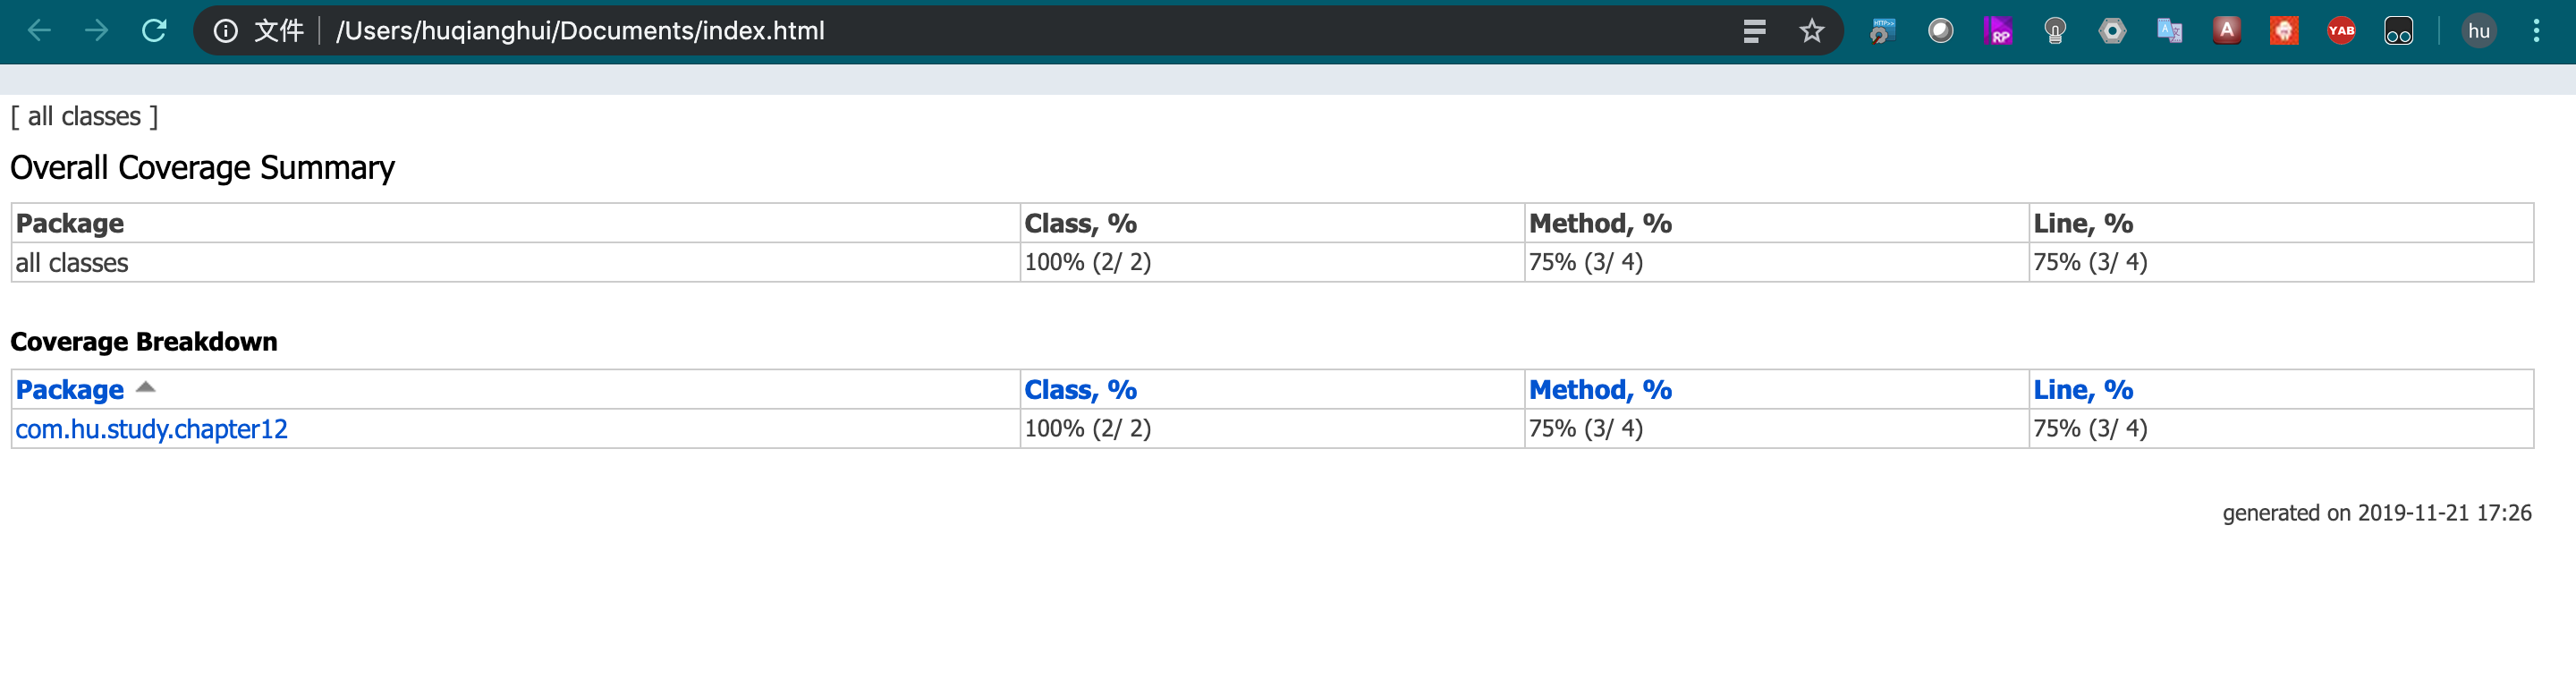 文件 /Users/huqianghui/Documents/index.html
HTTP>> RP A A YAB hu
[ all classes ]
Overall Coverage Summary
Package Class, % Method, % Line, %
all classes 100% (2/ 2) 75% (3/ 4) 75% (3/ 4)
Coverage Breakdown
Package Class, % Method, % Line, %
com.hu.study.chapter12 100% (2/ 2) 75% (3/ 4) 75% (3/ 4)
generated on 2019-11-21 17:26